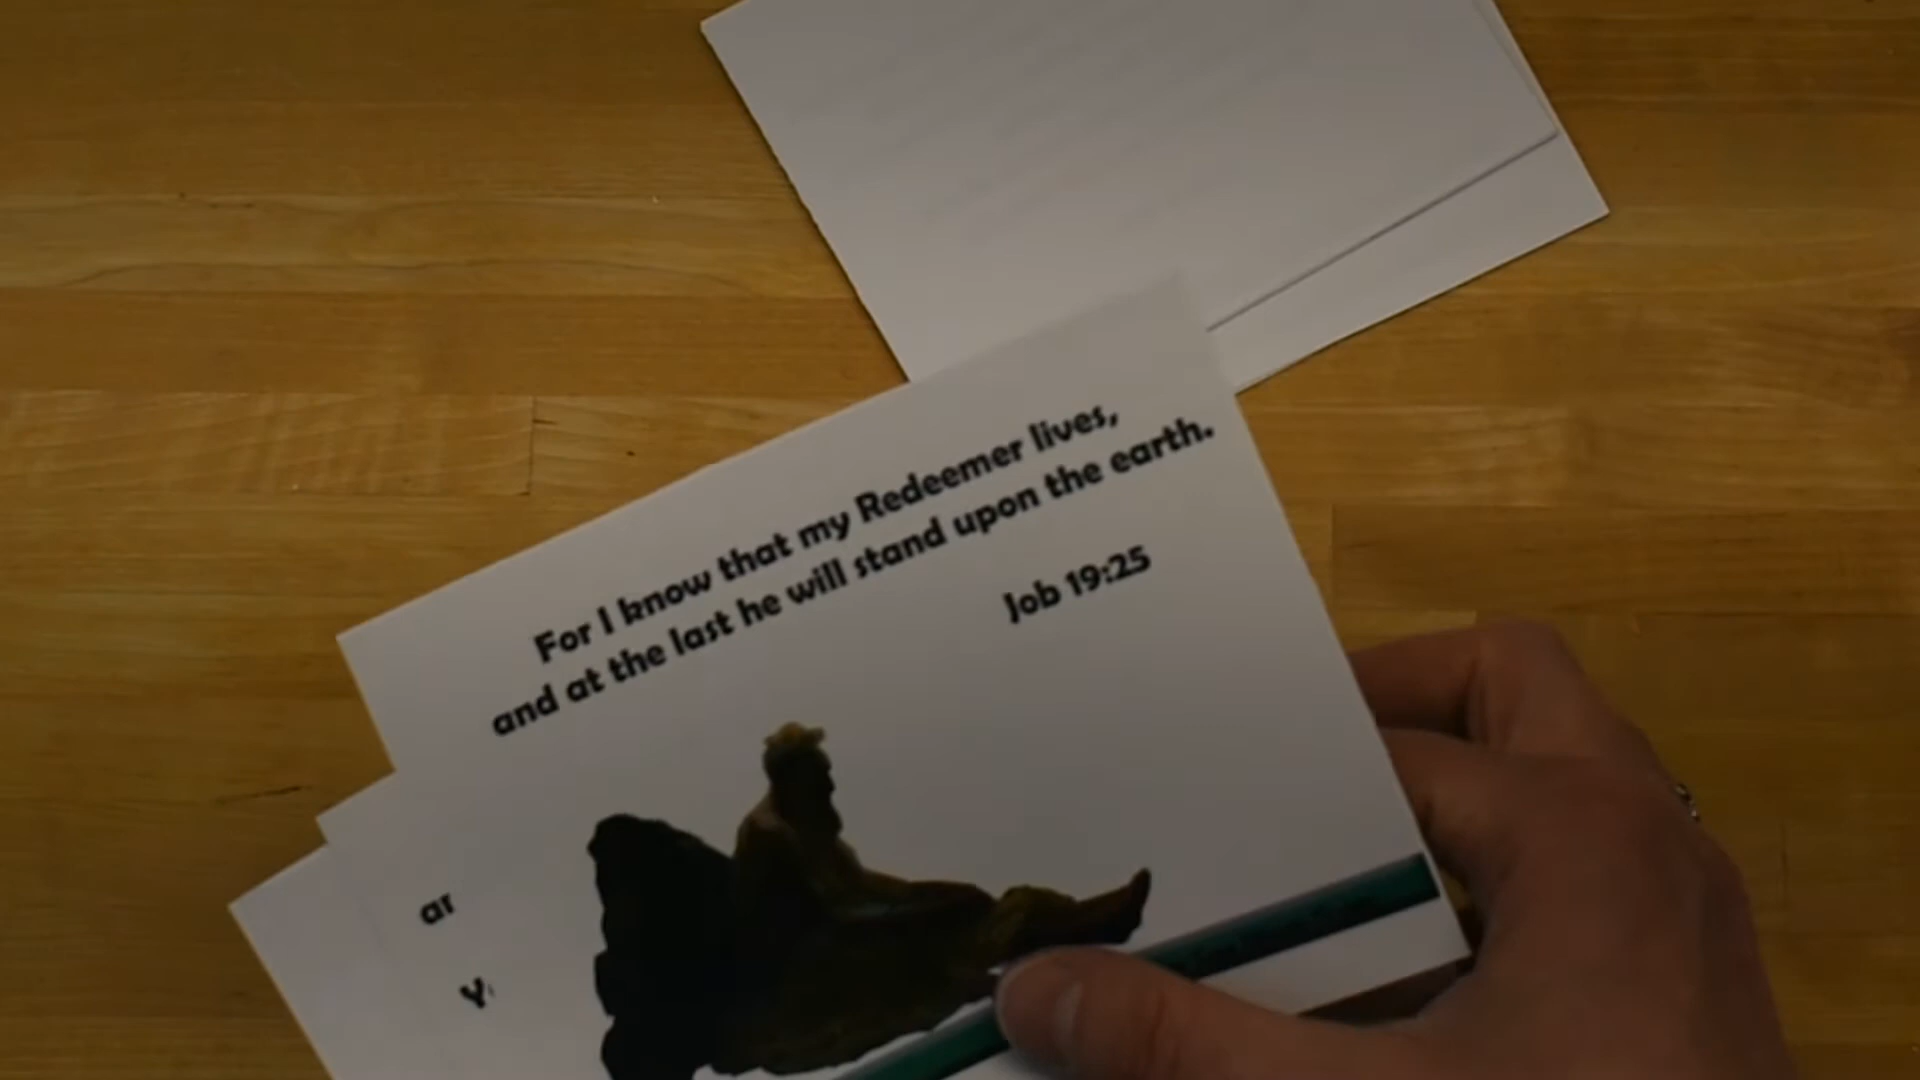 For I know that my Redeemer lives,
and at the last he will stand upon the earth.
Job 19:25
ar